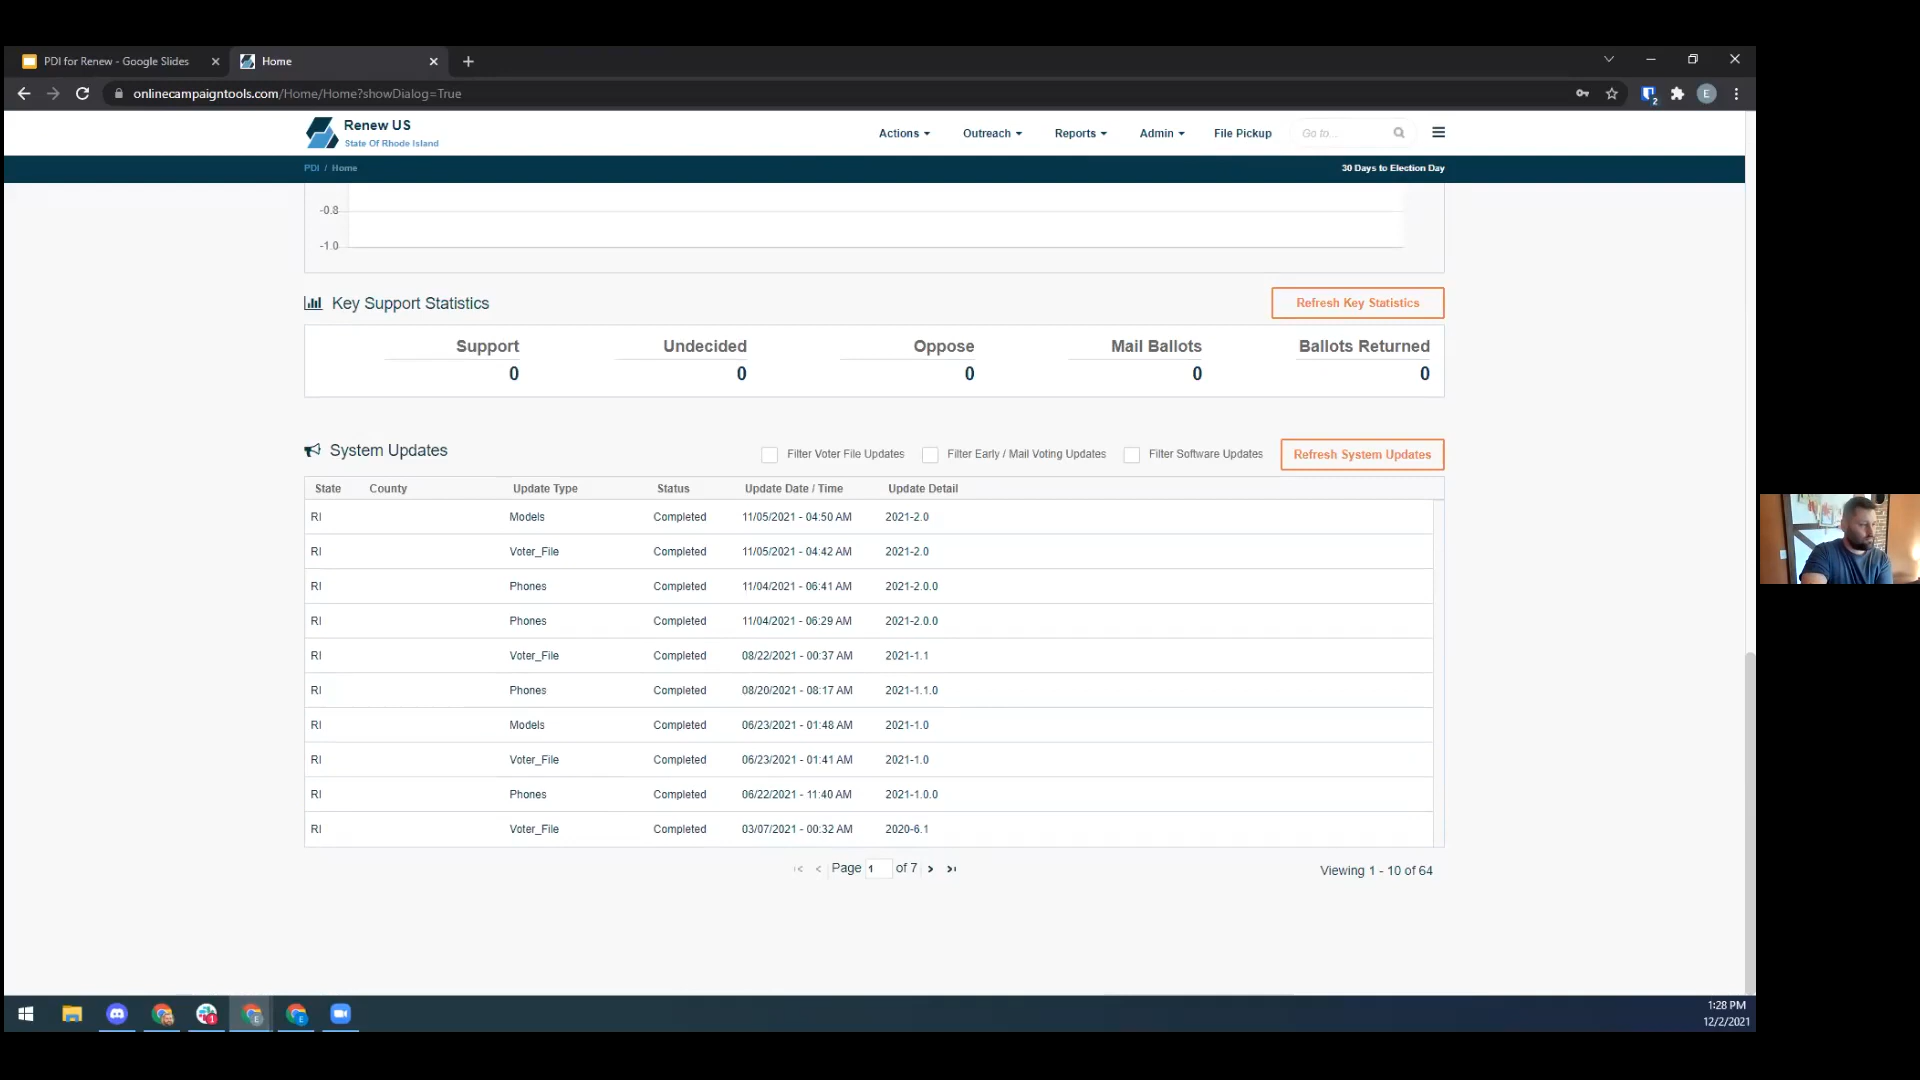 PDI for Renew - Google Slides
Home
onlinecampaigntools.com/Home/Home?showDialog=True
E
2
Renew US
State Of Rhode Island
Actions
Outreach
Reports
Admin
File Pickup
Go to...
PDI / Home
30 Days to Election Day
-0.8
-1.0
Key Support Statistics
Refresh Key Statistics
Support Undecided Oppose Mail Ballots Ballots Returned
0 0 0 0 0
System Updates
Filter Voter File Updates
Filter Early / Mail Voting Updates
Filter Software Updates
Refresh System Updates
State County Update Type Status Update Date / Time Update Detail
RI Models Completed 11/05/2021 - 04:50 AM 2021-2.0
RI Voter_File Completed 11/05/2021 - 04:42 AM 2021-2.0
RI Phones Completed 11/04/2021 - 06:41 AM 2021-2.0.0
RI Phones Completed 11/04/2021 - 06:29 AM 2021-2.0.0
RI Voter_File Completed 08/22/2021 - 00:37 AM 2021-1.1
RI Phones Completed 08/20/2021 - 08:17 AM 2021-1.1.0
RI Models Completed 06/23/2021 - 01:48 AM 2021-1.0
RI Voter_File Completed 06/23/2021 - 01:41 AM 2021-1.0
RI Phones Completed 06/22/2021 - 11:40 AM 2021-1.0.0
RI Voter_File Completed 03/07/2021 - 00:32 AM 2020-6.1
Page 1 of 7
Viewing 1 - 10 of 64
1
E
E
1:28 PM
12/2/2021